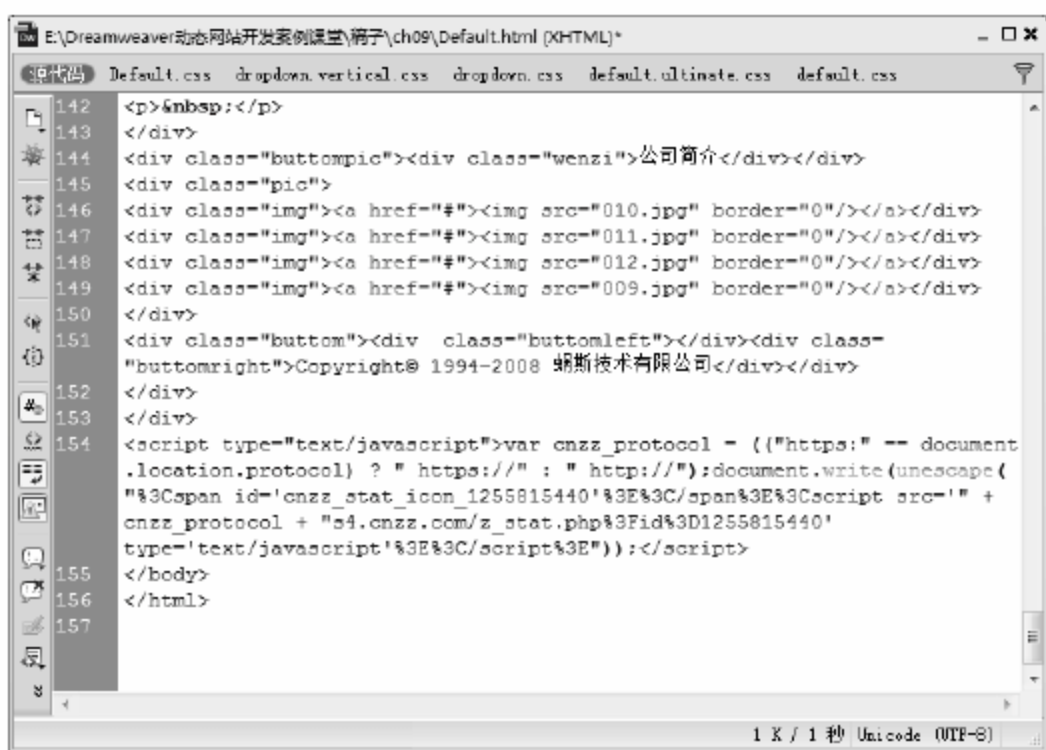 E:\Dreamweaver动态网站开发案例课堂\稿子\ch09\Default.html (XHTML)*
源代码 Default.css dropdown.vertical.css dropdown.css default.ultimate.css default.css
142 <p>&nbsp;</p>
143 </div>
144 <div class="buttompic"><div class="wenzi">公司简介</div></div>
145 <div class="pic">
146 <div class="img"><a href="#"><img src="010.jpg" border="0"/></a></div>
147 <div class="img"><a href="#"><img src="011.jpg" border="0"/></a></div>
148 <div class="img"><a href="#"><img src="012.jpg" border="0"/></a></div>
149 <div class="img"><a href="#"><img src="009.jpg" border="0"/></a></div>
150 </div>
151 <div class="buttom"><div  class="buttomleft"></div><div class=
"buttomright">Copyright© 1994-2008 蜗斯技术有限公司</div></div>
152 </div>
153 </div>
154 <script type="text/javascript">var cnzz_protocol = (("https:" == document
.location.protocol) ? " https://" : " http://");document.write(unescape(
"%3Cspan id='cnzz_stat_icon_1255815440'%3E%3C/span%3E%3Cscript src='" +
cnzz_protocol + "s4.cnzz.com/z_stat.php%3Fid%3D1255815440'
type='text/javascript'%3E%3C/script%3E"));</script>
155 </body>
156 </html>
157
1 K / 1 秒 Unicode (UTF-8)